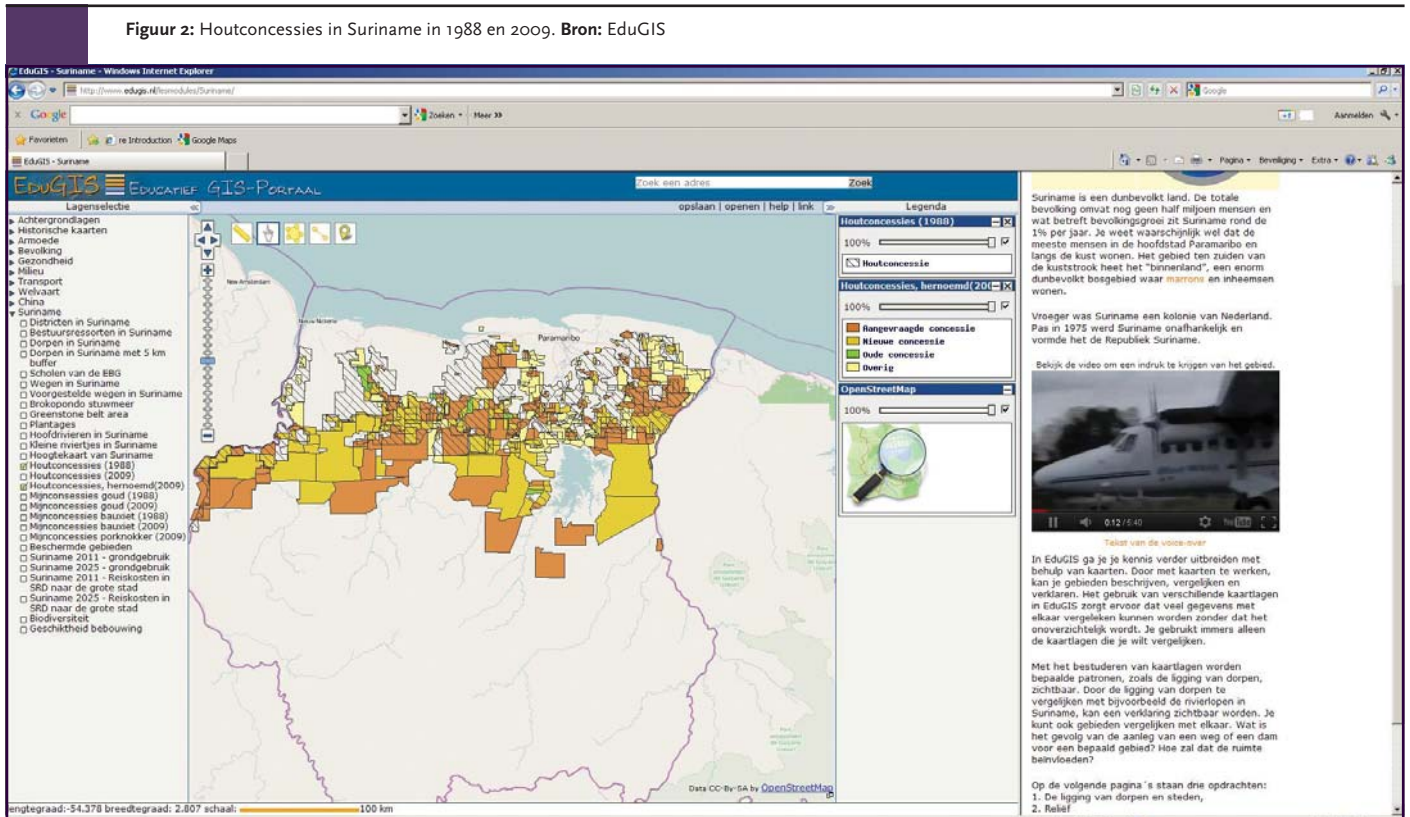 Figuur 2: Houtconcessies in Suriname in 1988 en 2009. Bron: EduGIS
EduGIS - Suriname - Windows Internet Explorer
http://www.edugis.nl/lesmodules/Suriname/
Google
Google
Zoeken
Meer
Aanmelden
Favorieten
re Introduction
Google Maps
EduGIS - Suriname
Pagina
Beveiliging
Extra
EduGIS Educatief GIS-Portaal
Zoek een adres
Zoek
Lagenselectie
opslaan | openen | help | link
Legenda
Achtergrondlagen
Historische kaarten
Armoede
Bevolking
Gezondheid
Milieu
Transport
Welvaart
China
Suriname
Districten in Suriname
Bestuursressorten in Suriname
Dorpen in Suriname
Dorpen in Suriname met 5 km
buffer
Scholen van de EBG
Wegen in Suriname
Voorgestelde wegen in Suriname
Brokopondo stuwmeer
Greenstone belt area
Plantages
Hoofdrivieren in Suriname
Kleine riviertjes in Suriname
Hoogtekaart van Suriname
Houtconcessies (1988)
Houtconcessies (2009)
Houtconcessies, hernoemd(2009)
Mijnconsessies goud (1988)
Mijnconcessies goud (2009)
Mijnconcessies bauxiet (1988)
Mijnconcessies bauxiet (2009)
Mijnconcessies porknokker (2009)
Beschermde gebieden
Suriname 2011 - grondgebruik
Suriname 2025 - grondgebruik
Suriname 2011 - Reiskosten in
SRD naar de grote stad
Suriname 2025 - Reiskosten in
SRD naar de grote stad
Biodiversiteit
Geschiktheid bebouwing
New Amsterdam
Nieuw Nickerie
Paramaribo
Data CC-By-SA by OpenStreetMap
engtegraad:-54.378 breedtegraad: 2.807 schaal:
100 km
Houtconcessies (1988)
100%
Houtconcessie
Houtconcessies, hernoemd(200
100%
Aangevraagde concessie
Nieuwe concessie
Oude concessie
Overig
OpenStreetMap
100%
Suriname is een dunbevolkt land. De totale
bevolking omvat nog geen half miljoen mensen en
wat betreft bevolkingsgroei zit Suriname rond de
1% per jaar. Je weet waarschijnlijk wel dat de
meeste mensen in de hoofdstad Paramaribo en
langs de kust wonen. Het gebied ten zuiden van
de kuststrook heet het "binnenland", een enorm
dunbevolkt bosgebied waar marrons en inheemsen
wonen.
Vroeger was Suriname een kolonie van Nederland.
Pas in 1975 werd Suriname onafhankelijk en
vormde het de Republiek Suriname.
Bekijk de video om een indruk te krijgen van het gebied.
0:12 / 5:40
You Tube
Tekst van de voice-over
In EduGIS ga je je kennis verder uitbreiden met
behulp van kaarten. Door met kaarten te werken,
kan je gebieden beschrijven, vergelijken en
verklaren. Het gebruik van verschillende kaartlagen
in EduGIS zorgt ervoor dat veel gegevens met
elkaar vergeleken kunnen worden zonder dat het
onoverzichtelijk wordt. Je gebruikt immers alleen
de kaartlagen die je wilt vergelijken.
Met het bestuderen van kaartlagen worden
bepaalde patronen, zoals de ligging van dorpen,
zichtbaar. Door de ligging van dorpen te
vergelijken met bijvoorbeeld de rivierlopen in
Suriname, kan een verklaring zichtbaar worden. Je
kunt ook gebieden vergelijken met elkaar. Wat is
het gevolg van de aanleg van een weg of een dam
voor een bepaald gebied? Hoe zal dat de ruimte
beïnvloeden?
Op de volgende pagina´s staan drie opdrachten:
1. De ligging van dorpen en steden,
2. Reliëf